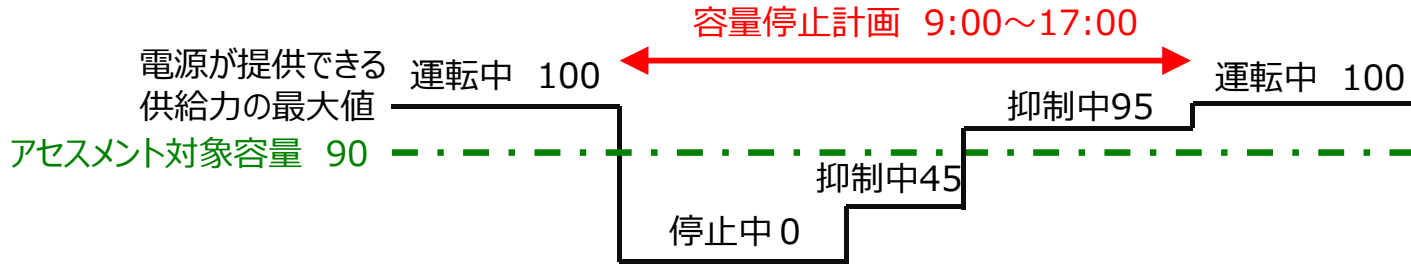 容量停止計画 9:00～17:00
電源が提供できる
供給力の最大値
運転中 100
運転中 100
抑制中95
アセスメント対象容量 90
抑制中45
停止中0